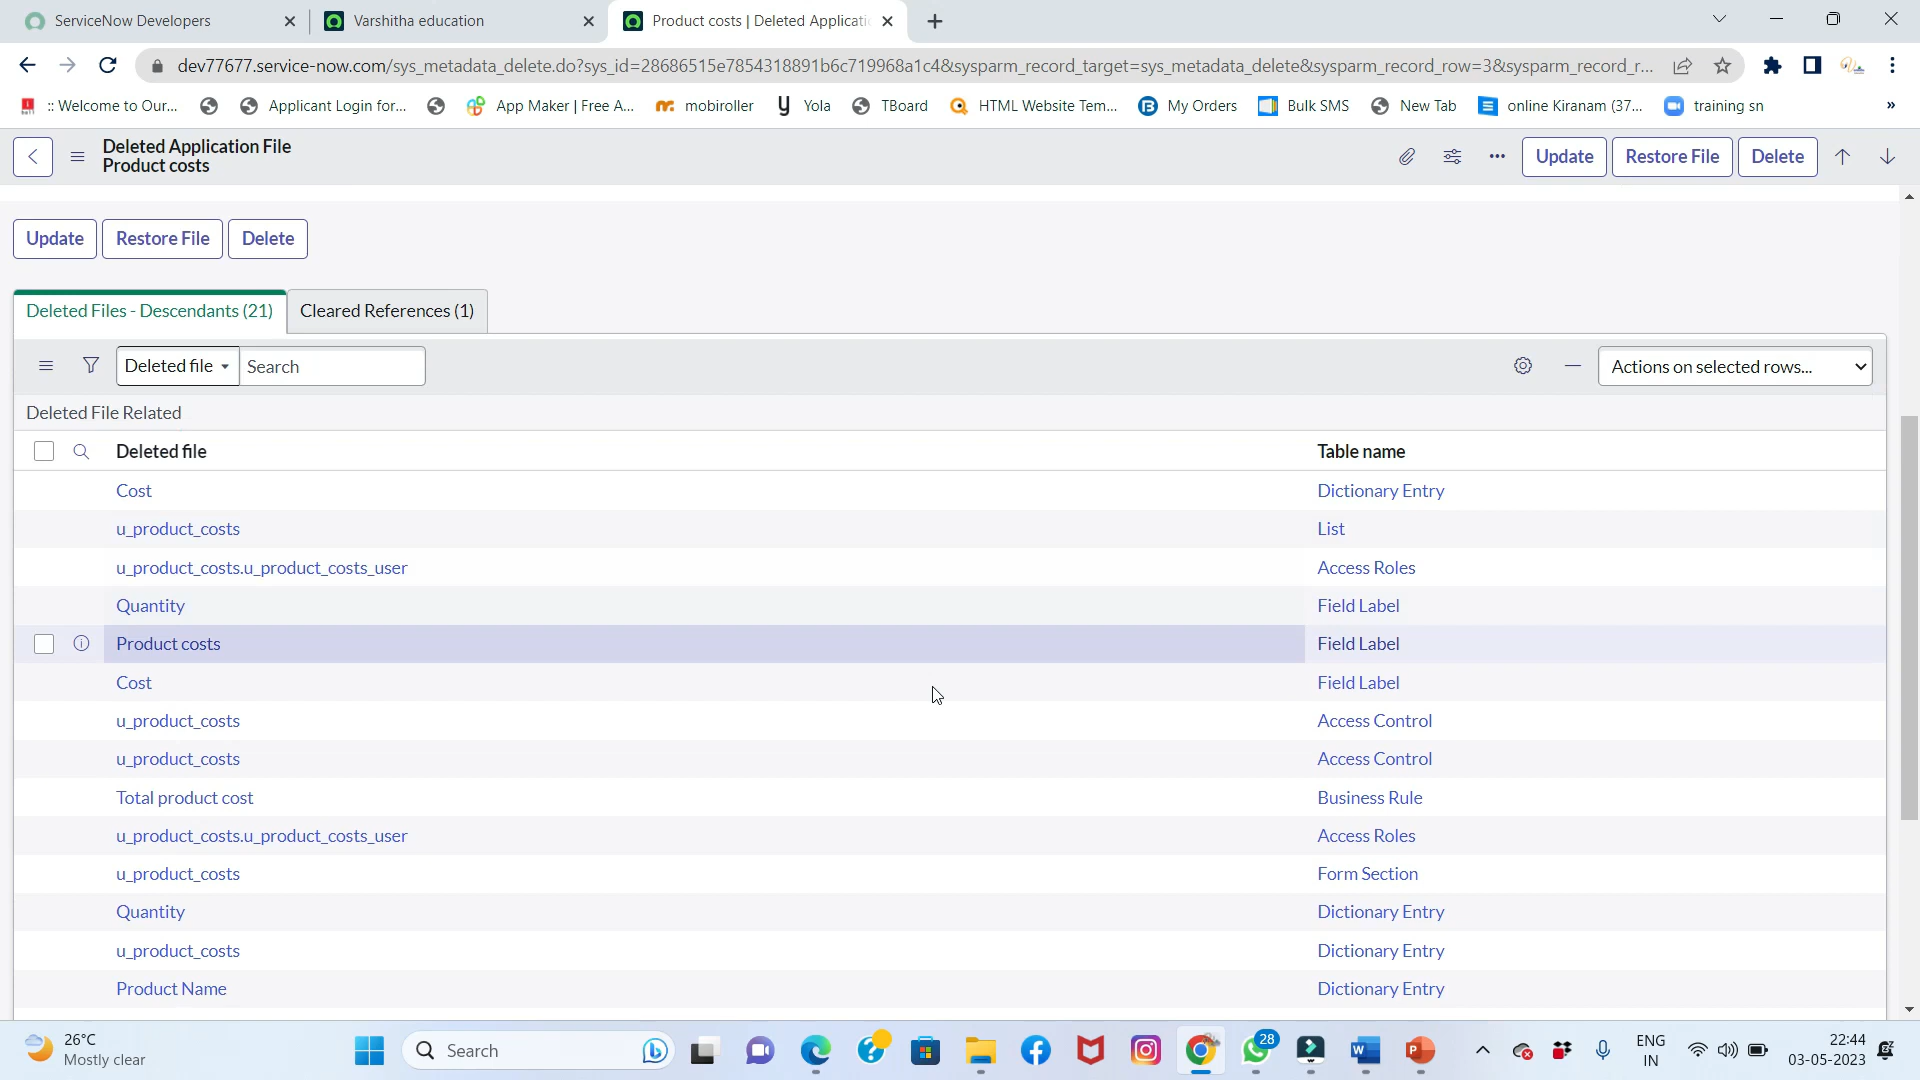 ServiceNow Developers
Varshitha education
Product costs | Deleted Applicati
dev77677.service-now.com/sys_metadata_delete.do?sys_id=28686515e7854318891b6c719968a1c4&sysparm_record_target=sys_metadata_delete&sysparm_record_row=3&sysparm_record_r...
:: Welcome to Our...
Applicant Login for...
App Maker | Free A...
mobiroller
Yola
TBoard
HTML Website Tem...
My Orders
Bulk SMS
New Tab
online Kiranam (37...
training sn
»
Deleted Application File
Product costs
Update
Restore File
Delete
Update
Restore File
Delete
Deleted Files - Descendants (21)
Cleared References (1)
Deleted file
Search
Actions on selected rows...
Deleted File Related
Deleted file Table name
Cost Dictionary Entry
u_product_costs List
u_product_costs.u_product_costs_user Access Roles
Quantity Field Label
Product costs Field Label
Cost Field Label
u_product_costs Access Control
u_product_costs Access Control
Total product cost Business Rule
u_product_costs.u_product_costs_user Access Roles
u_product_costs Form Section
Quantity Dictionary Entry
u_product_costs Dictionary Entry
Product Name Dictionary Entry
26°C
Mostly clear
Search
28
ENG
IN
22:44
03-05-2023